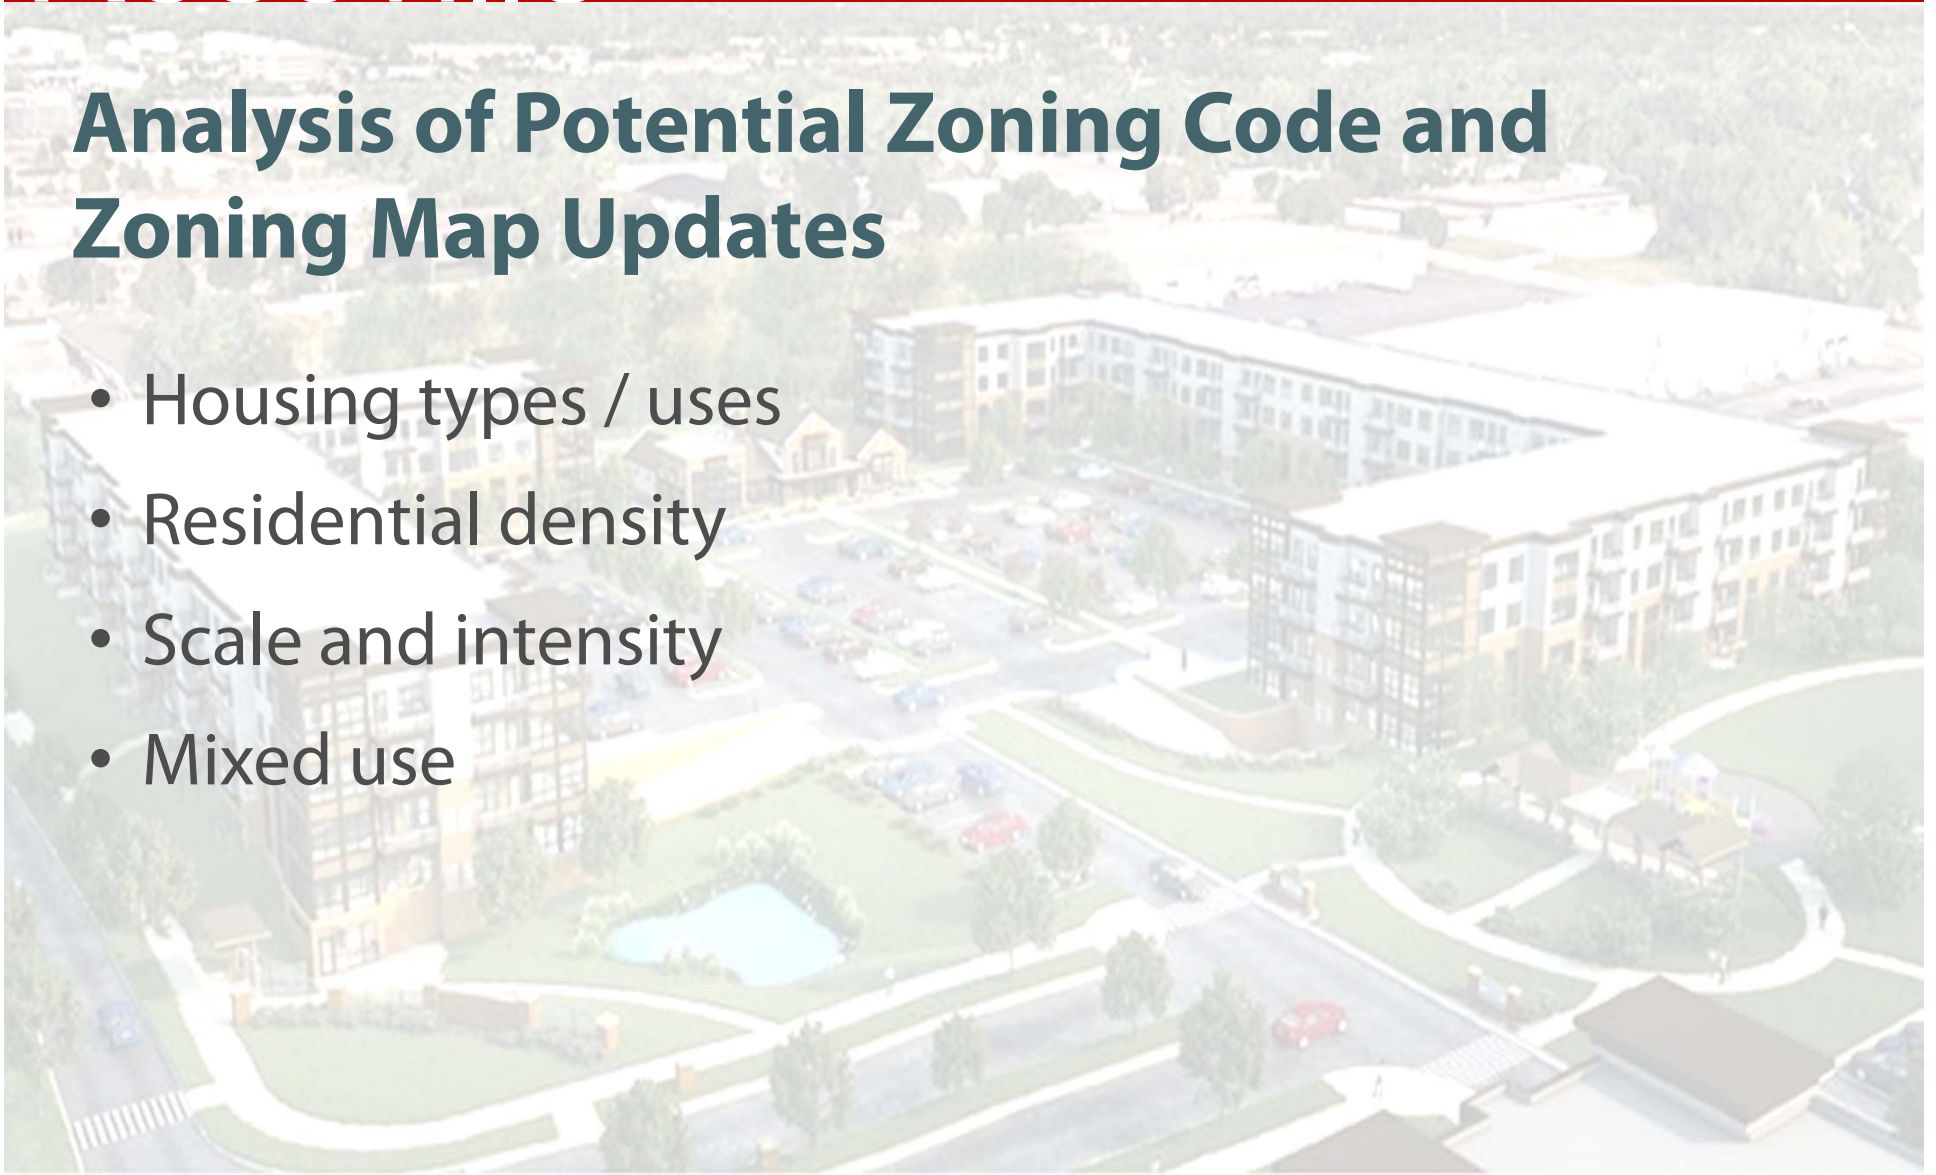 Analysis of Potential Zoning Code and
Zoning Map Updates
• Housing types / uses
• Residential density
• Scale and intensity
• Mixed use